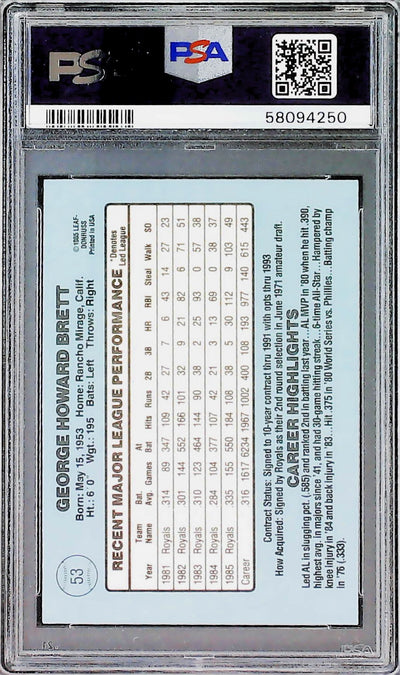 PSA
PSA
58094250
53
©1985 LEAF-
DONRUSS
Printed in USA
GEORGE HOWARD BRETT
Born: May 15, 1953 Home: Rancho Mirage, Calif.
Ht.: 6'0" Wgt.: 195 Bats: Left Throws: Right
RECENT MAJOR LEAGUE PERFORMANCE
*Denotes
Led League
Year Team Name Bat. Avg. Games At Bat Hits Runs 2B 3B HR RBI Steal Walk SO
1981 Royals 314 89 347 109 42 27 7 6 43 14 27 23
1982 Royals 301 144 552 166 101 32 9 21 82 6 71 51
1983 Royals 310 123 464 144 90 38 2 25 93 0 57 38
1984 Royals 284 104 377 107 42 21 3 13 69 0 38 37
1985 Royals 335 155 550 184 108 38 5 30 112 9 103 49
Career 316 1617 6234 1967 1002 400 108 193 977 140 615 443
Contract Status: Signed to 10-year contract thru 1991 with opts thru 1993
How Acquired: Signed by Royals as their 2nd round selection in June 1971 amateur draft.
CAREER HIGHLIGHTS
Led AL in slugging pct. (.585) and ranked 2nd in batting last year...AL MVP in '80 when he hit .390,
highest avg. in majors since 41, and had 30-game hitting streak...6-time All-Star...Hampered by
knee injury in '84 and back injury in '83...Hit .375 in '80 World Series vs. Phillies...Batting champ
in '76 (.333).
PSA